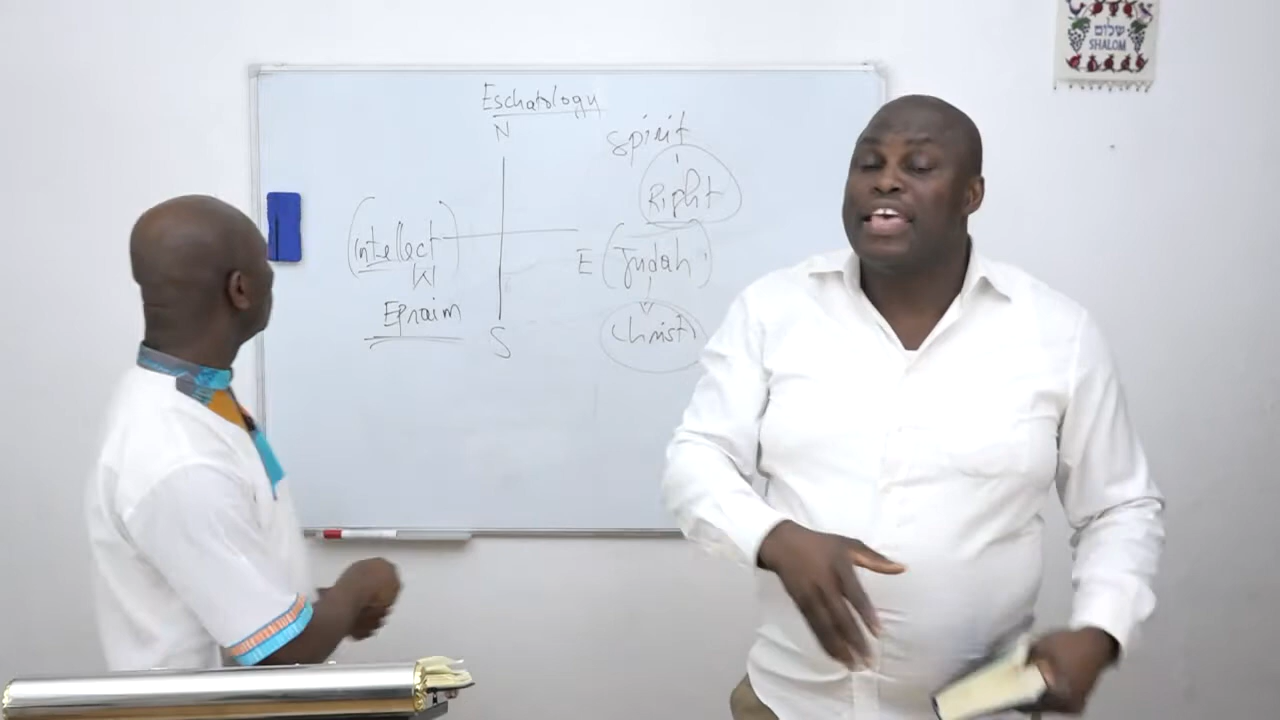 Eschatology
N
spirit
Right
(intellect)
E (Judah)
W
Epraim
Christ
S
שלום
SHALOM